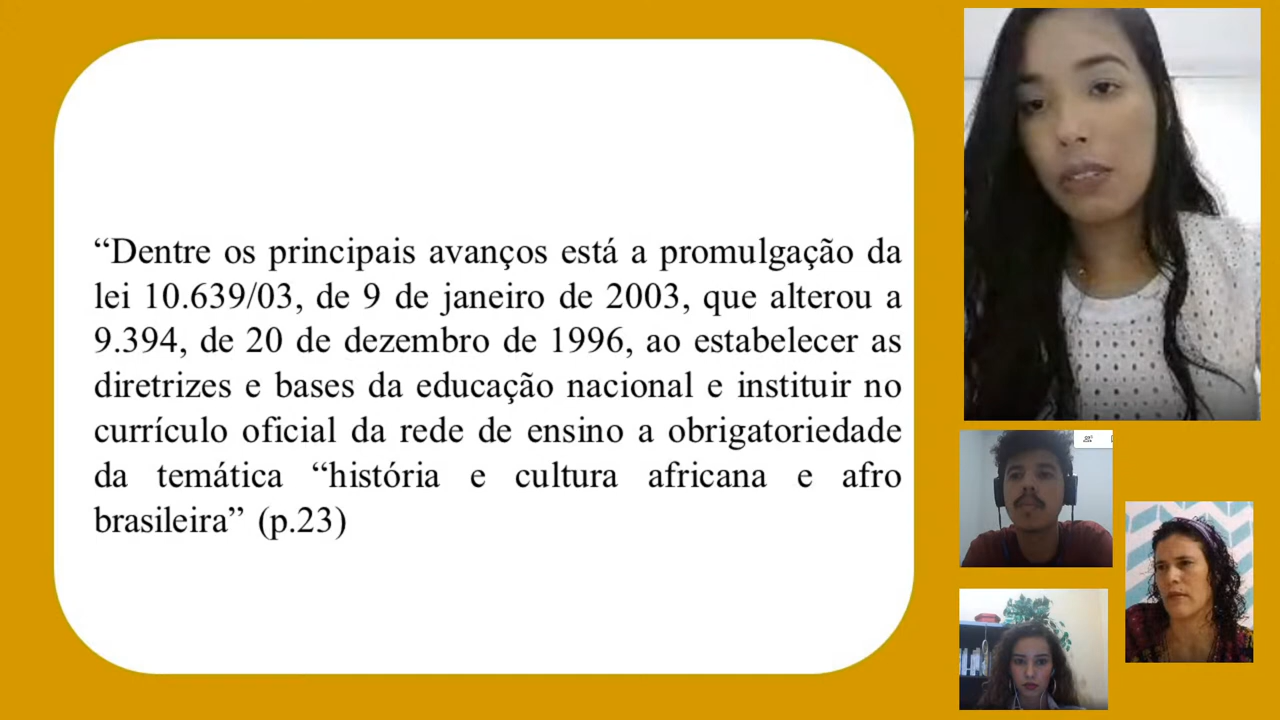 “Dentre os principais avanços está a promulgação da
lei 10.639/03, de 9 de janeiro de 2003, que alterou a
9.394, de 20 de dezembro de 1996, ao estabelecer as
diretrizes e bases da educação nacional e instituir no
currículo oficial da rede de ensino a obrigatoriedade
da temática “história e cultura africana e afro
brasileira” (p.23)